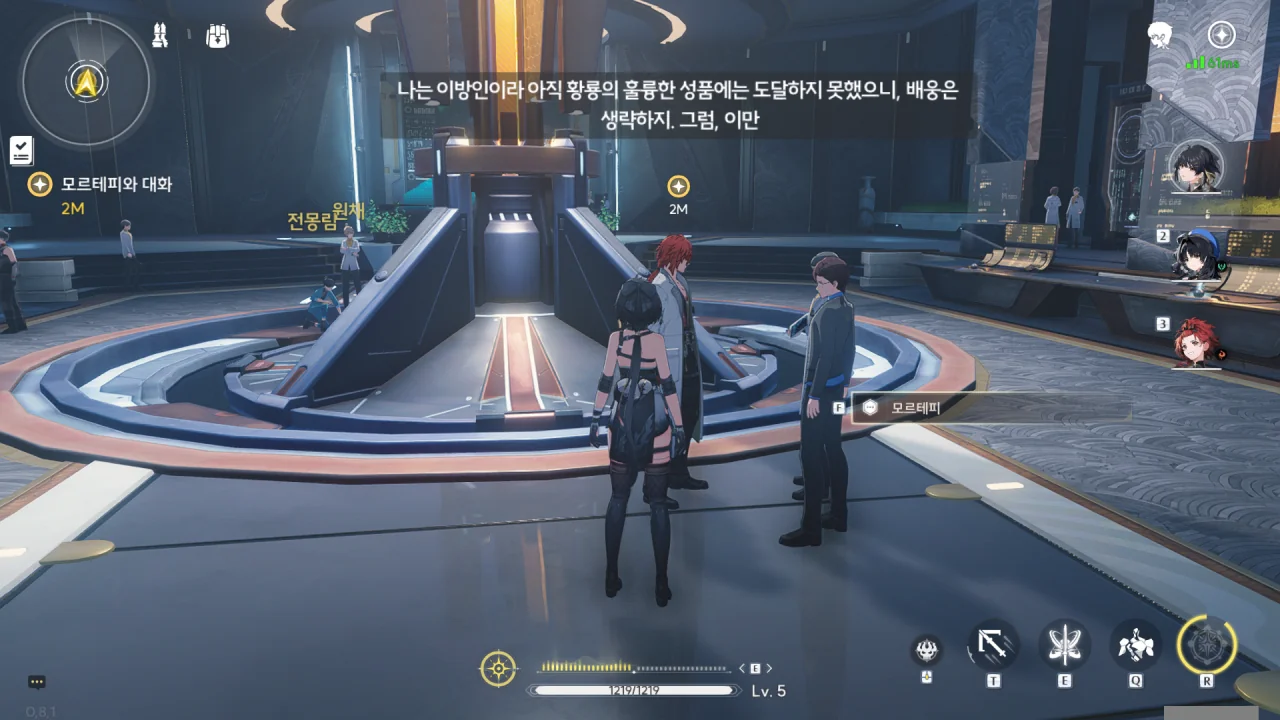 61ms
나는 이방인이라 아직 황룡의 훌륭한 성품에는 도달하지 못했으니, 배웅은
생략하지. 그럼, 이만
모르테피와 대화
2M
2M
전몽림
원채
2
3
F 모르테피
E
1219/1219
Lv. 5
T
E
Q
R
0.8.1